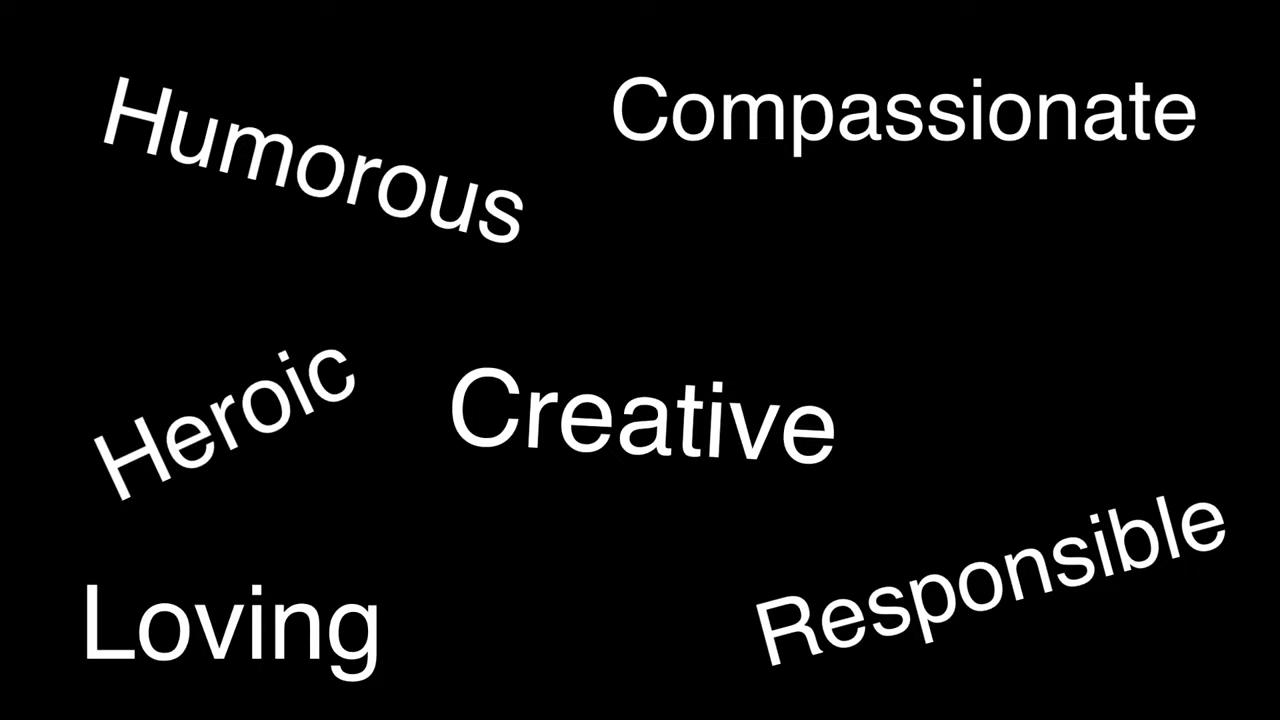 Humorous
Compassionate
Heroic
Creative
Responsible
Loving